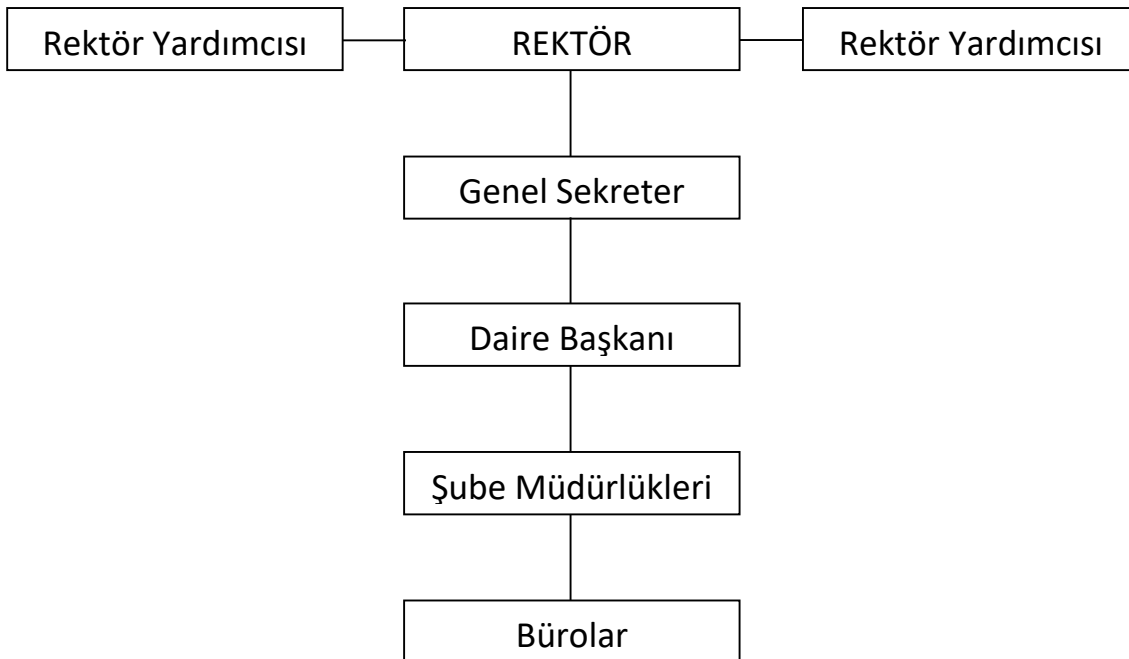 Rektör Yardımcısı
REKTÖR
Rektör Yardımcısı
Genel Sekreter
Daire Başkanı
Şube Müdürlükleri
Bürolar